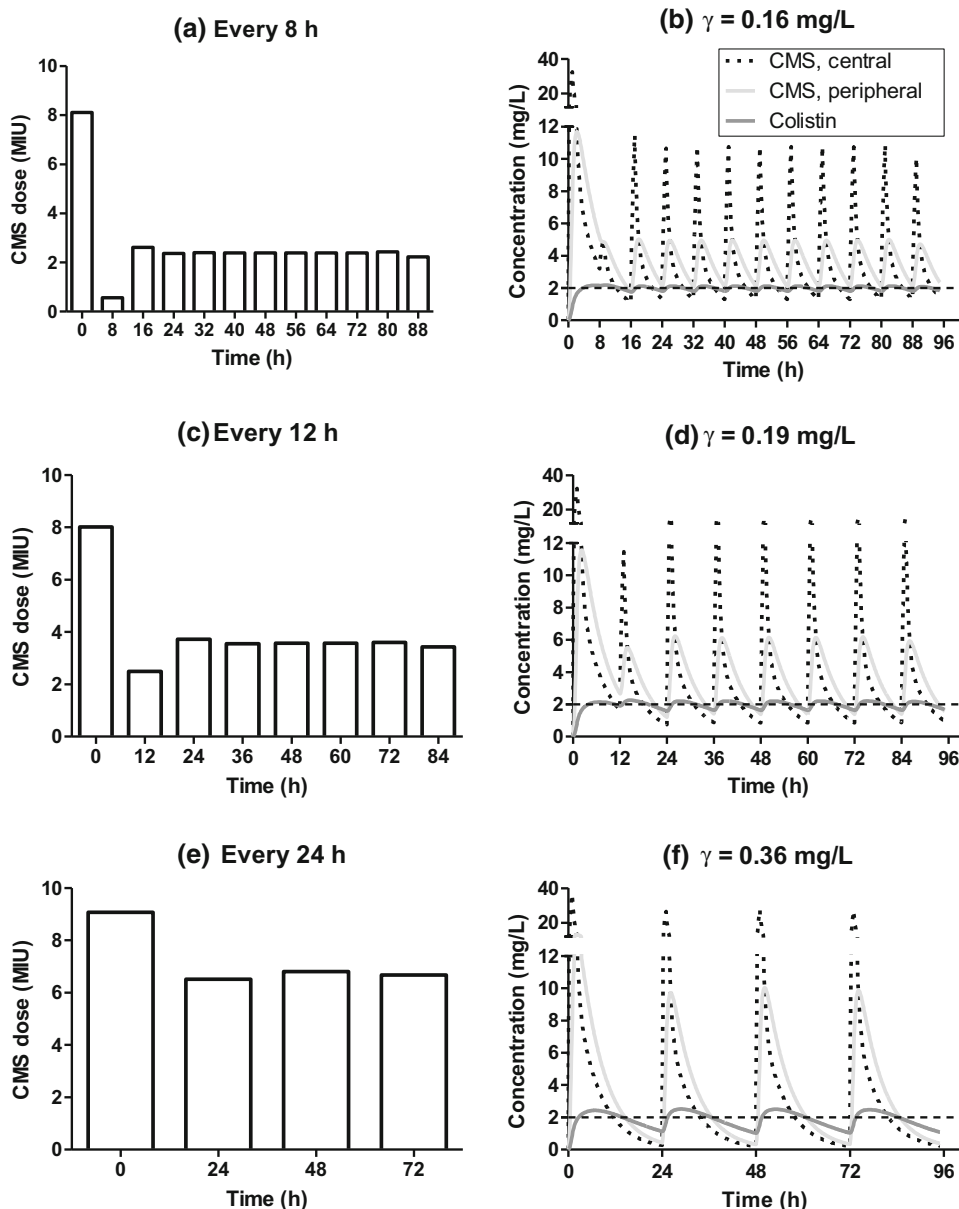 (a) Every 8 h
CMS dose (MIU)
10
8
6
4
2
0
0 8 16 24 32 40 48 56 64 72 80 88
Time (h)
(b) γ = 0.16 mg/L
CMS, central
CMS, peripheral
Colistin
Concentration (mg/L)
40
20
12
10
8
6
4
2
0
0 8 16 24 32 40 48 56 64 72 80 88 96
Time (h)
(c) Every 12 h
CMS dose (MIU)
10
8
6
4
2
0
0 12 24 36 48 60 72 84
Time (h)
(d) γ = 0.19 mg/L
Concentration (mg/L)
40
20
12
10
8
6
4
2
0
0 12 24 36 48 60 72 84 96
Time (h)
(e) Every 24 h
CMS dose (MIU)
10
8
6
4
2
0
0 24 48 72
Time (h)
(f) γ = 0.36 mg/L
Concentration (mg/L)
40
20
12
10
8
6
4
2
0
0 24 48 72 96
Time (h)